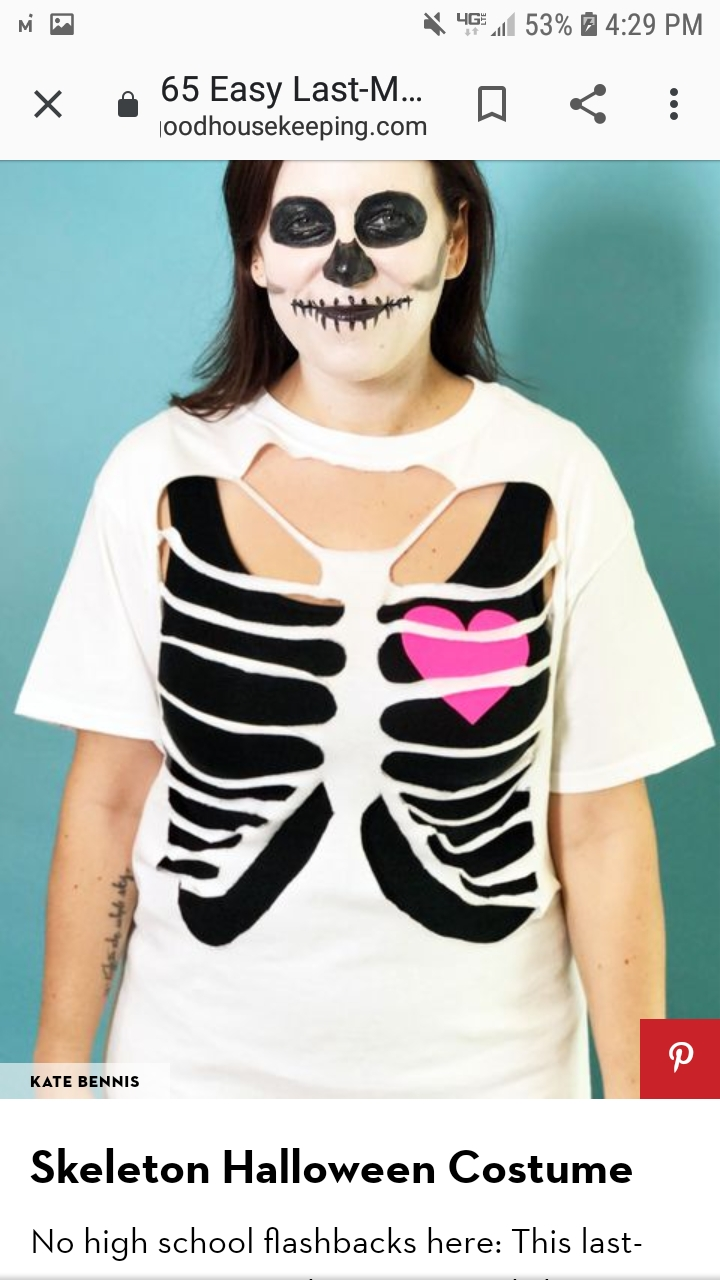 53% 4:29 PM
65 Easy Last-M...
oodhousekeeping.com
KATE BENNIS
Skeleton Halloween Costume
No high school flashbacks here: This last-